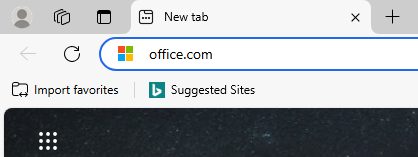 New tab
office.com
Import favorites
Suggested Sites